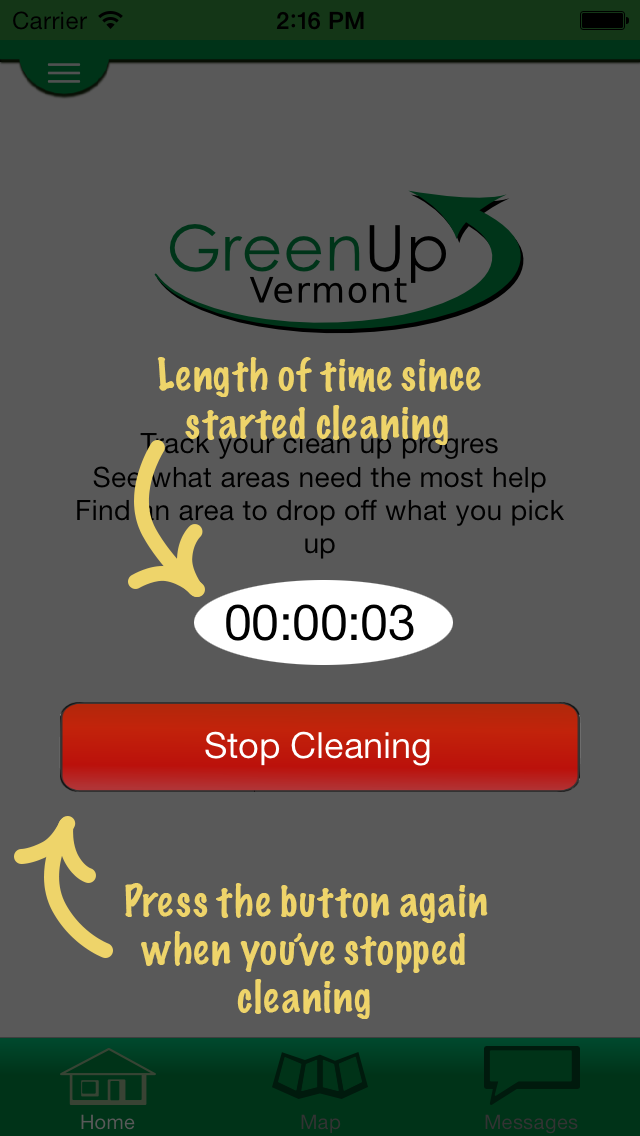 Carrier 2:16 PM
GreenUp
Vermont
Length of time since
started cleaning
Track your clean up progres
See what areas need the most help
Find an area to drop off what you pick
up
00:00:03
Stop Cleaning
Press the button again
when you've stopped
cleaning
Home Map Messages